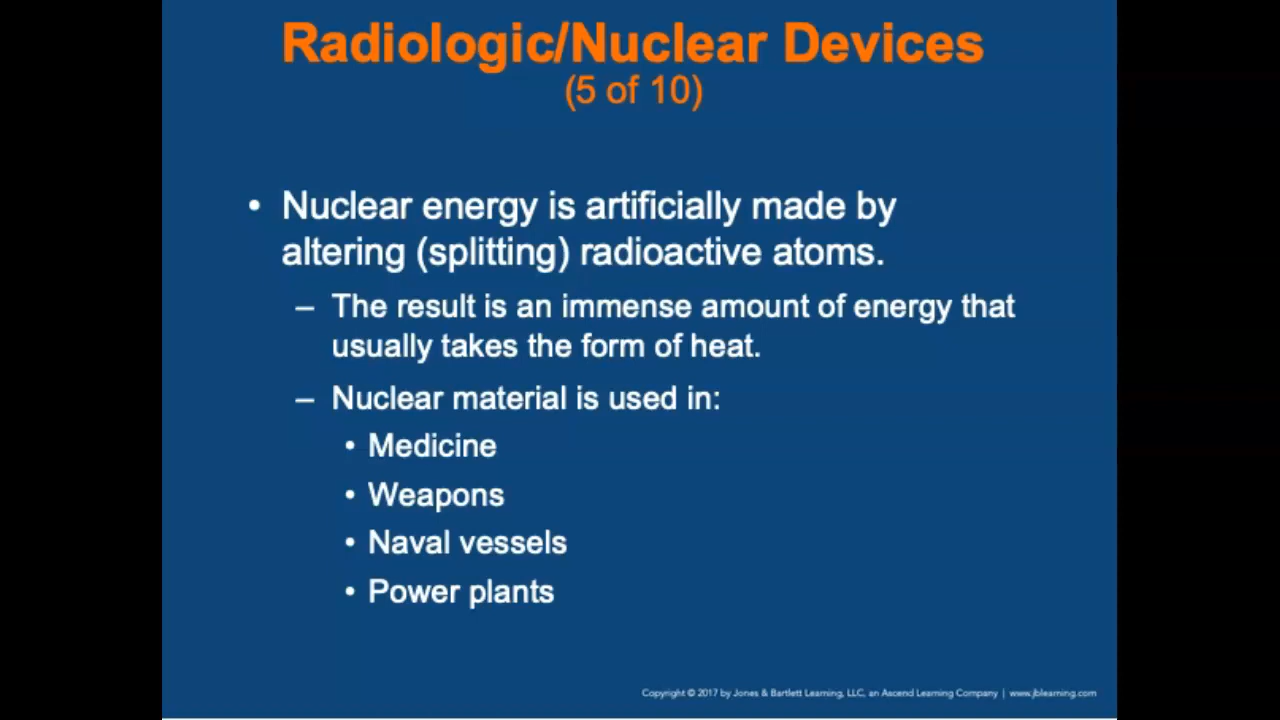 Radiologic/Nuclear Devices
(5 of 10)
• Nuclear energy is artificially made by
altering (splitting) radioactive atoms.
– The result is an immense amount of energy that
usually takes the form of heat.
– Nuclear material is used in:
• Medicine
• Weapons
• Naval vessels
• Power plants
Copyright © 2017 by Jones & Bartlett Learning, LLC, an Ascend Learning Company | www.jblearning.com